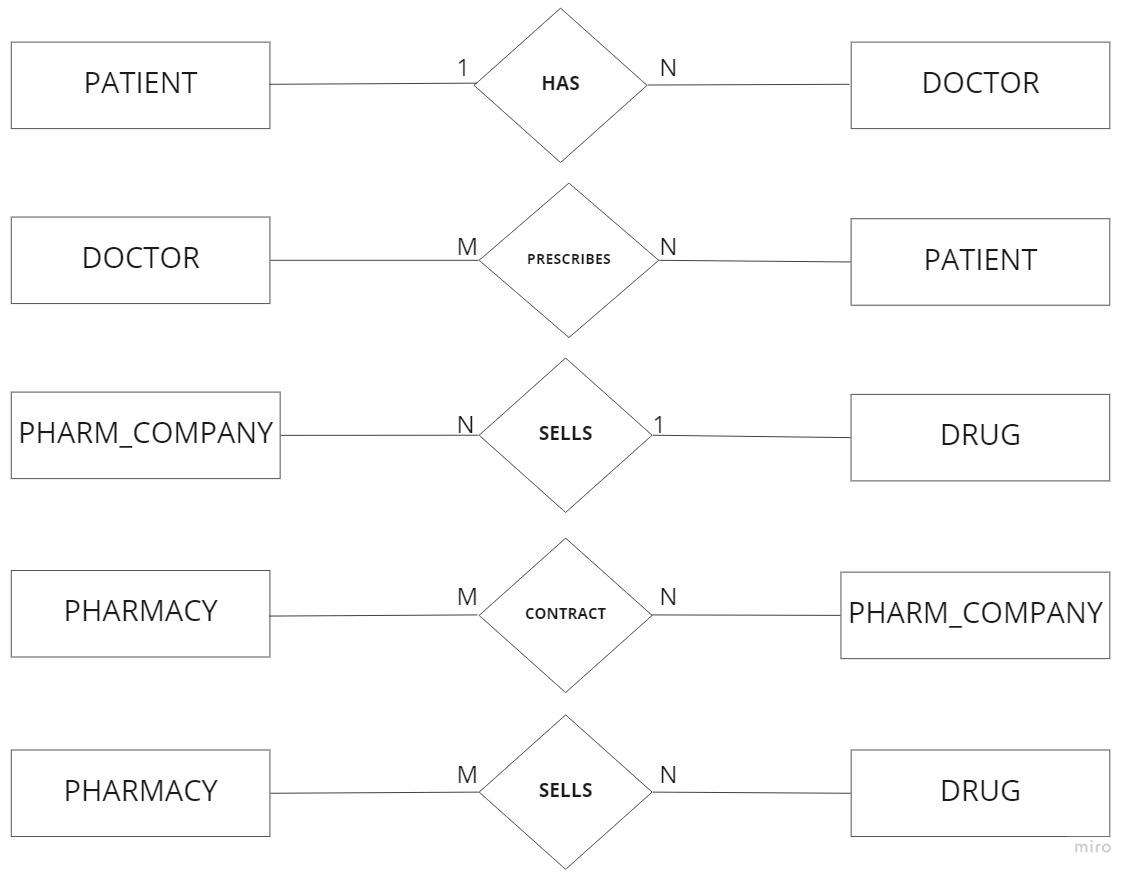 PATIENT 1 HAS N DOCTOR
DOCTOR M PRESCRIBES N PATIENT
PHARM_COMPANY N SELLS 1 DRUG
PHARMACY M CONTRACT N PHARM_COMPANY
PHARMACY M SELLS N DRUG
miro